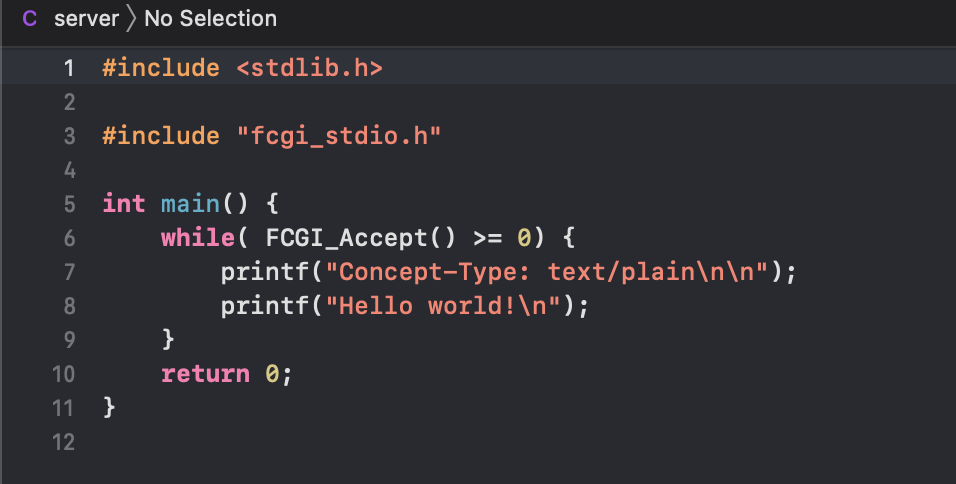 C server 〉 No Selection
1 #include <stdlib.h>
2
3 #include "fcgi_stdio.h"
4
5 int main() {
6     while( FCGI_Accept() >= 0) {
7         printf("Concept-Type: text/plain\n\n");
8         printf("Hello world!\n");
9     }
10     return 0;
11 }
12